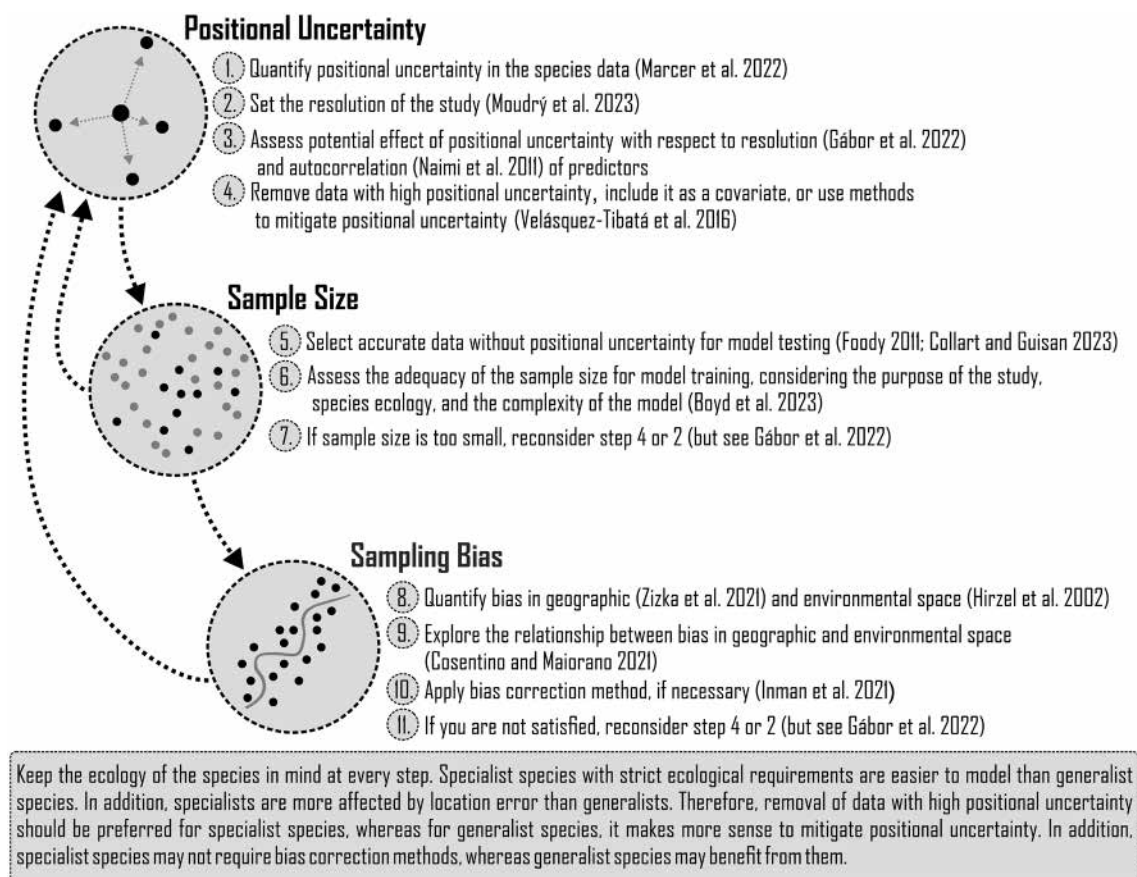 Positional Uncertainty
1. Quantify positional uncertainty in the species data (Marcer et al. 2022)
2. Set the resolution of the study (Moudrý et al. 2023)
3. Assess potential effect of positional uncertainty with respect to resolution (Gábor et al. 2022)
and autocorrelation (Naimi et al. 2011) of predictors
4. Remove data with high positional uncertainty, include it as a covariate, or use methods
to mitigate positional uncertainty (Velásquez-Tibatá et al. 2016)
Sample Size
5. Select accurate data without positional uncertainty for model testing (Foody 2011; Collart and Guisan 2023)
6. Assess the adequacy of the sample size for model training, considering the purpose of the study,
species ecology, and the complexity of the model (Boyd et al. 2023)
7. If sample size is too small, reconsider step 4 or 2 (but see Gábor et al. 2022)
Sampling Bias
8. Quantify bias in geographic (Zizka et al. 2021) and environmental space (Hirzel et al. 2002)
9. Explore the relationship between bias in geographic and environmental space
(Cosentino and Maiorano 2021)
10. Apply bias correction method, if necessary (Inman et al. 2021)
11. If you are not satisfied, reconsider step 4 or 2 (but see Gábor et al. 2022)
Keep the ecology of the species in mind at every step. Specialist species with strict ecological requirements are easier to model than generalist
species. In addition, specialists are more affected by location error than generalists. Therefore, removal of data with high positional uncertainty
should be preferred for specialist species, whereas for generalist species, it makes more sense to mitigate positional uncertainty. In addition,
specialist species may not require bias correction methods, whereas generalist species may benefit from them.